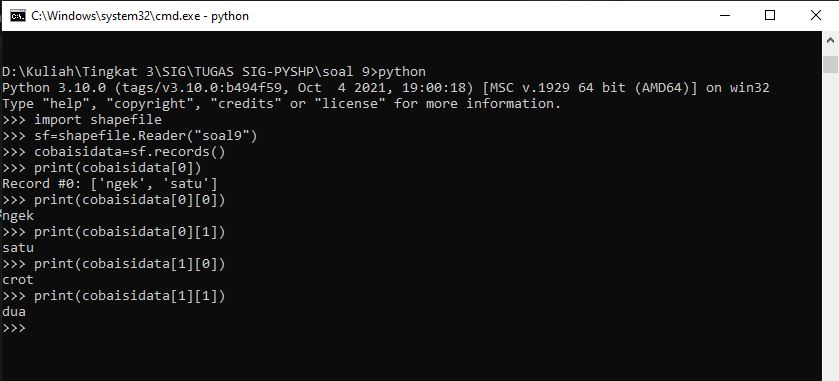 C:\Windows\system32\cmd.exe - python
D:\Kuliah\Tingkat 3\SIG\TUGAS SIG-PYSHP\soal 9>python
Python 3.10.0 (tags/v3.10.0:b494f59, Oct  4 2021, 19:00:18) [MSC v.1929 64 bit (AMD64)] on win32
Type "help", "copyright", "credits" or "license" for more information.
>>> import shapefile
>>> sf=shapefile.Reader("soal9")
>>> cobaisidata=sf.records()
>>> print(cobaisidata[0])
Record #0: ['ngek', 'satu']
>>> print(cobaisidata[0][0])
ngek
>>> print(cobaisidata[0][1])
satu
>>> print(cobaisidata[1][0])
crot
>>> print(cobaisidata[1][1])
dua
>>>